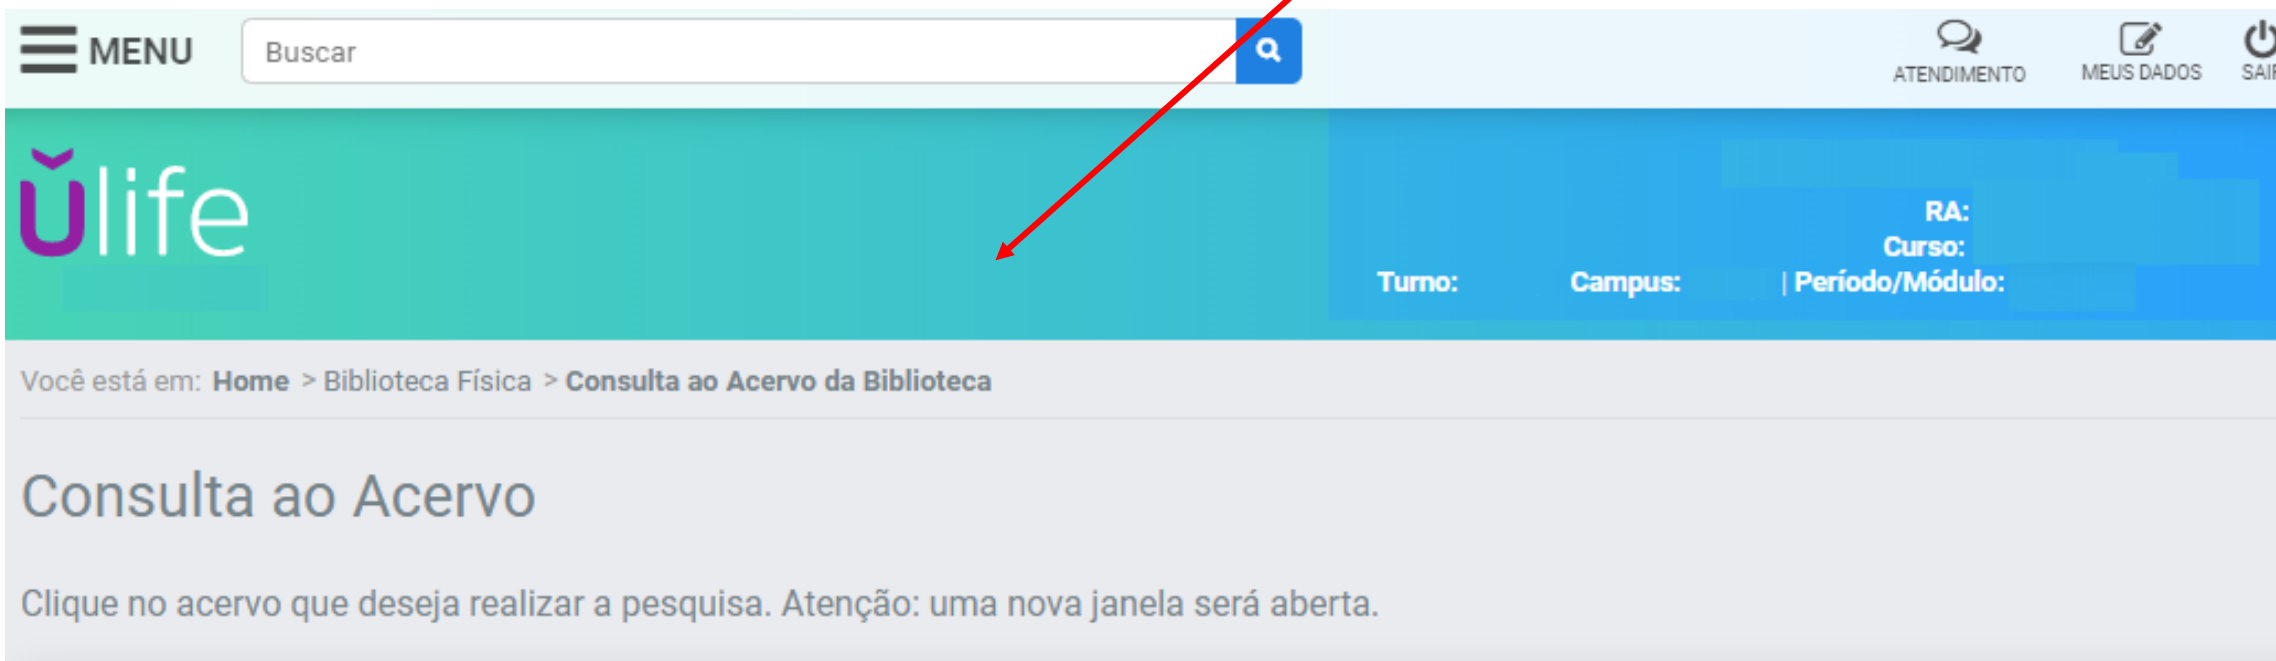 MENU
Buscar
ATENDIMENTO
MEUS DADOS
SAIR
ŭlife
RA:
Curso:
Turno: Campus: | Período/Módulo:
Você está em: Home > Biblioteca Física > Consulta ao Acervo da Biblioteca
Consulta ao Acervo
Clique no acervo que deseja realizar a pesquisa. Atenção: uma nova janela será aberta.